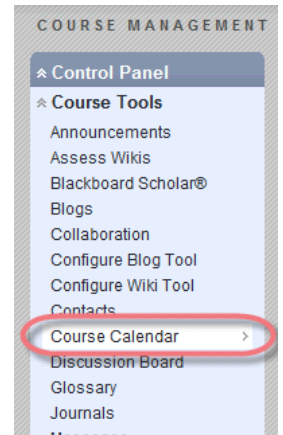 COURSE MANAGEMENT
Control Panel
Course Tools
Announcements
Assess Wikis
Blackboard Scholar®
Blogs
Collaboration
Configure Blog Tool
Configure Wiki Tool
Contacts
Course Calendar >
Discussion Board
Glossary
Journals
Messages